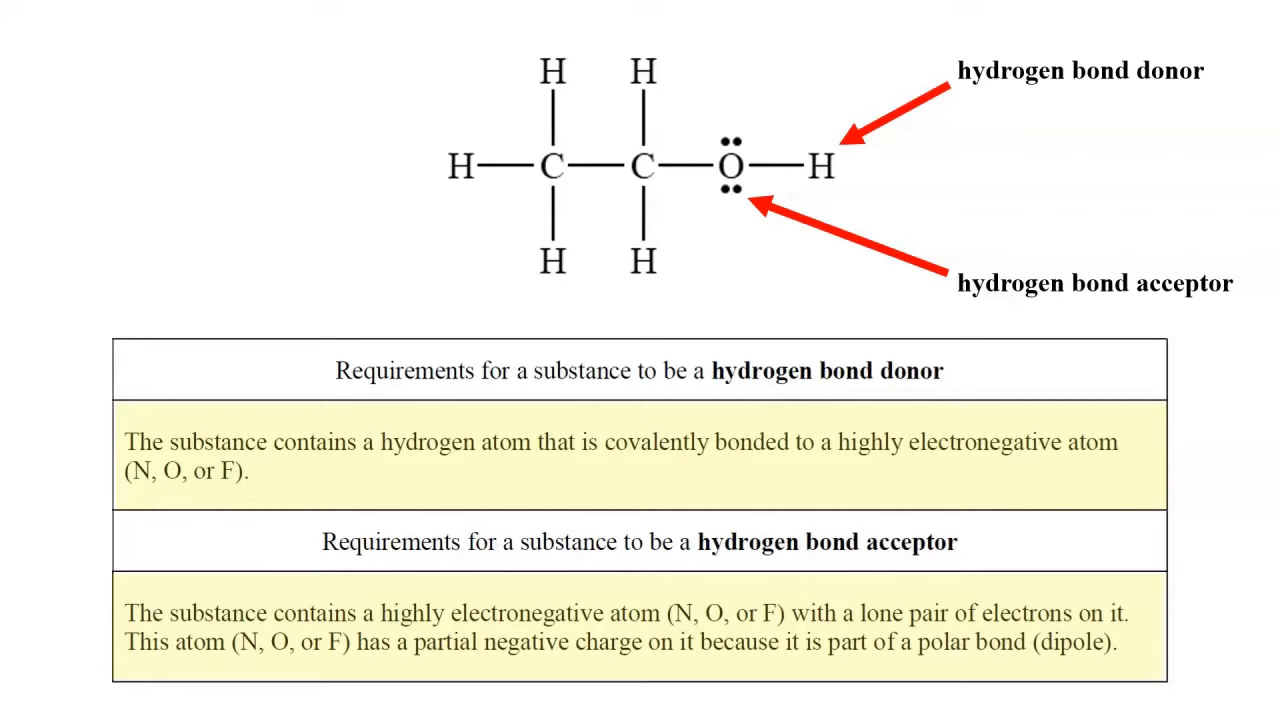 H H
hydrogen bond donor
H C C O H
H H
hydrogen bond acceptor
Requirements for a substance to be a hydrogen bond donor
The substance contains a hydrogen atom that is covalently bonded to a highly electronegative atom
(N, O, or F).
Requirements for a substance to be a hydrogen bond acceptor
The substance contains a highly electronegative atom (N, O, or F) with a lone pair of electrons on it.
This atom (N, O, or F) has a partial negative charge on it because it is part of a polar bond (dipole).